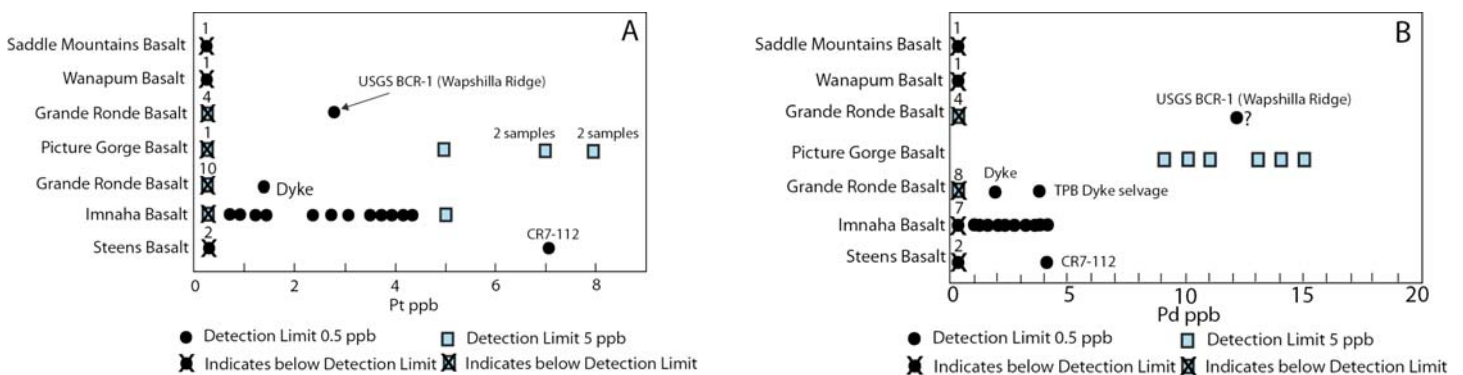 A
1
Saddle Mountains Basalt
1
Wanapum Basalt
USGS BCR-1 (Wapshilla Ridge)
4
Grande Ronde Basalt
1
2 samples 2 samples
Picture Gorge Basalt
10
Grande Ronde Basalt
Dyke
Imnaha Basalt
2
CR7-112
Steens Basalt
0 2 4 6 8
Pt ppb
Detection Limit 0.5 ppb Detection Limit 5 ppb
Indicates below Detection Limit Indicates below Detection Limit
B
1
Saddle Mountains Basalt
1
Wanapum Basalt
USGS BCR-1 (Wapshilla Ridge)
4
Grande Ronde Basalt
?
Picture Gorge Basalt
8
Dyke
Grande Ronde Basalt
TPB Dyke selvage
7
Imnaha Basalt
2
Steens Basalt
CR7-112
0 5 10 15 20
Pd ppb
Detection Limit 0.5 ppb Detection Limit 5 ppb
Indicates below Detection Limit Indicates below Detection Limit